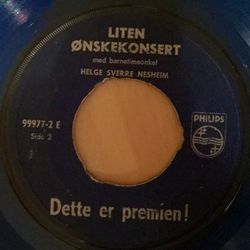 LITEN
ØNSKEKONSERT
med barnetimeonkel
HELGE SVERRE NESHEIM
99977-2 E
Side 2
PHILIPS
Dette er premien!